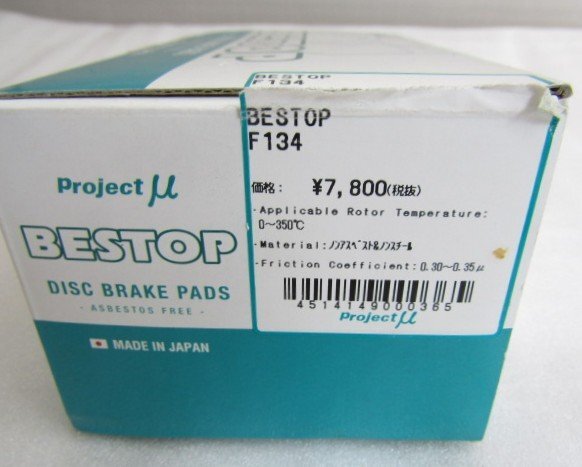 BESTOP
F134
BESTOP
F134
価格: ¥7,800(税抜)
・Applicable Rotor Temperature:
0~350℃
・Material:ノンアスベスト&ノンスチール
・Friction Coefficient:0.30~0.35μ
4514149000365
Project μ
Project μ
BESTOP
DISC BRAKE PADS
- ASBESTOS FREE -
MADE IN JAPAN